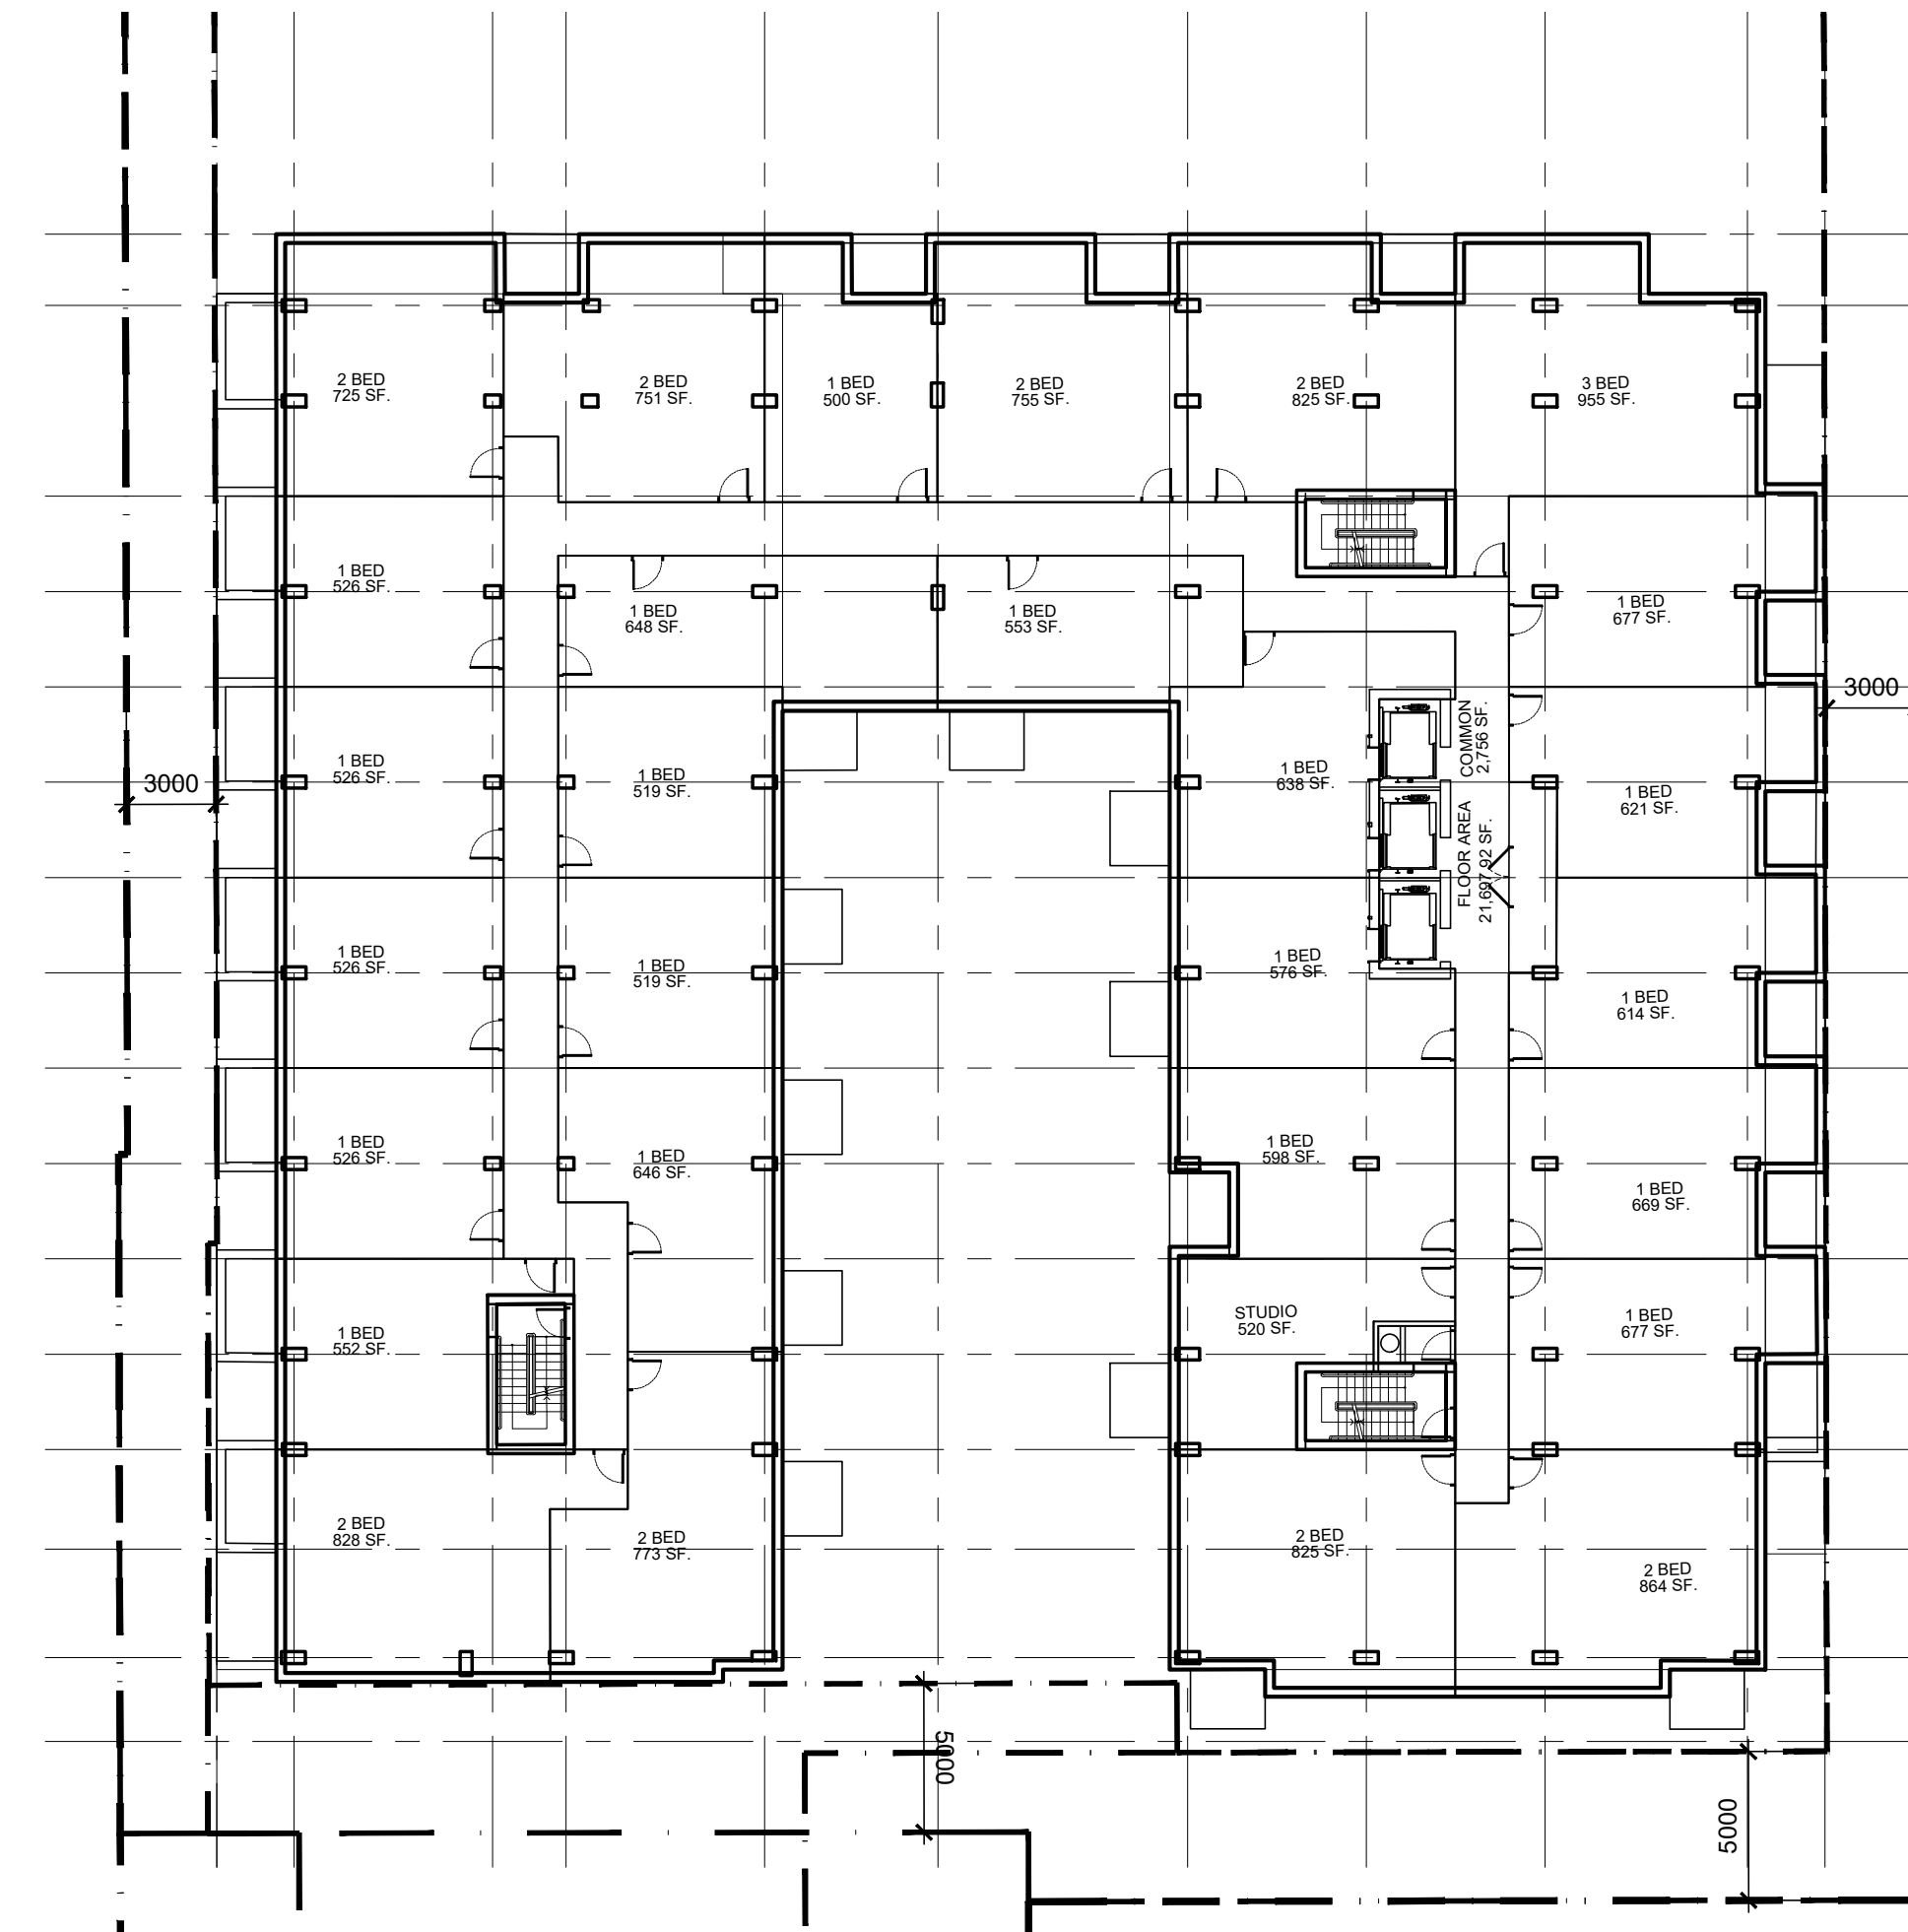 2 BED
725 SF.
2 BED
751 SF.
1 BED
500 SF.
2 BED
755 SF.
2 BED
825 SF.
3 BED
955 SF.
1 BED
526 SF.
1 BED
648 SF.
1 BED
553 SF.
1 BED
677 SF.
3000
3000
1 BED
526 SF.
1 BED
519 SF.
1 BED
638 SF.
COMMON
2,756 SF.
FLOOR AREA
21,697.92 SF.
1 BED
621 SF.
1 BED
526 SF.
1 BED
519 SF.
1 BED
576 SF.
1 BED
614 SF.
1 BED
526 SF.
1 BED
646 SF.
1 BED
598 SF.
1 BED
669 SF.
1 BED
552 SF.
STUDIO
520 SF.
1 BED
677 SF.
2 BED
828 SF.
2 BED
773 SF.
2 BED
825 SF.
2 BED
864 SF.
5000
5000